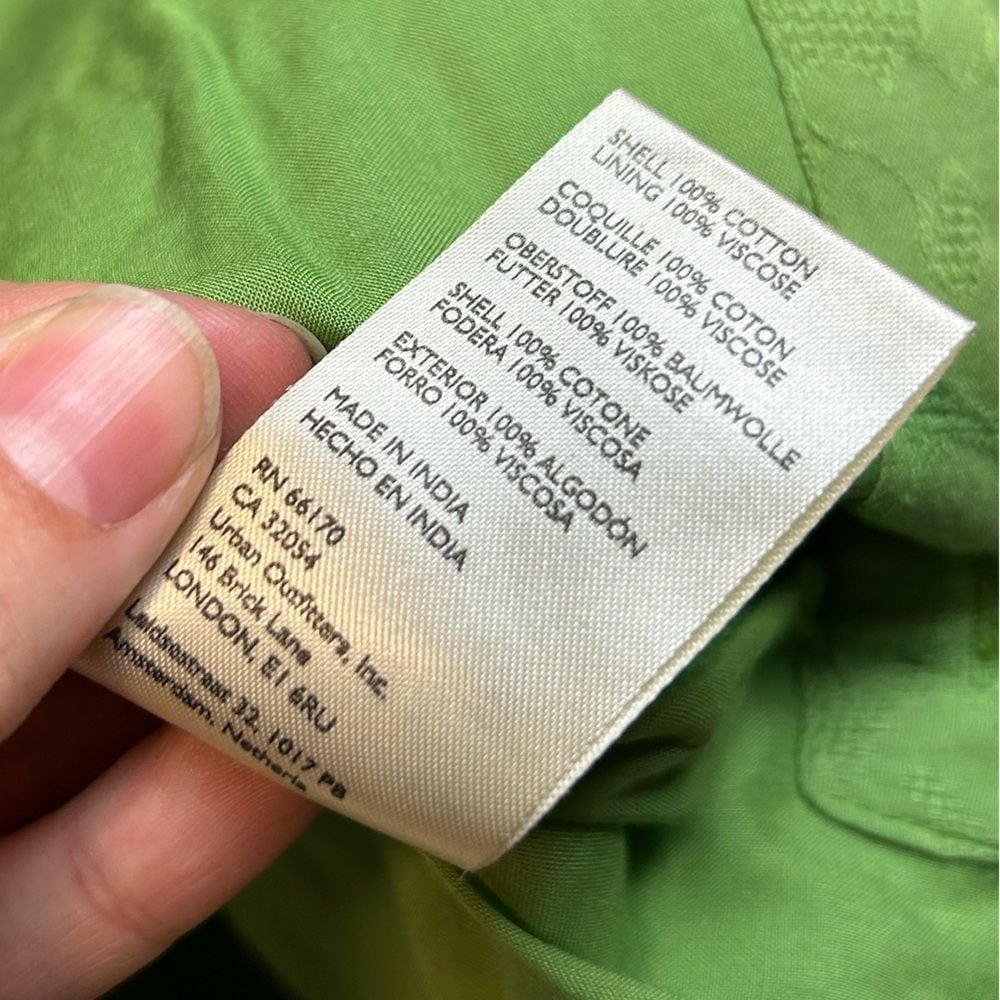 SHELL 100% COTTON
LINING 100% VISCOSE
COQUILLE 100% COTON
DOUBLURE 100% VISCOSE
OBERSTOFF 100% BAUMWOLLE
FUTTER 100% VISKOSE
SHELL 100% COTONE
FODERA 100% VISCOSA
EXTERIOR 100% ALGODÓN
FORRO 100% VISCOSA
MADE IN INDIA
HECHO EN INDIA
RN 66170
CA 32054
Urban Outfitters, Inc.
146 Brick Lane
LONDON, E1 6RU
Leidsestraat 32, 1017 PB
Amsterdam,